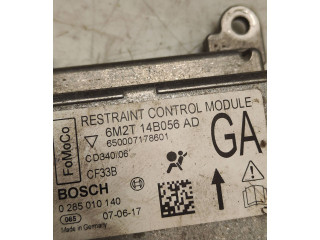 FoMoCo
RESTRAINT CONTROL MODULE
6M2T 14B056 AD
650007178601
GA
CD340/06
CF33B
BOSCH
0 285 010 140
065 07-06-17
Made in Germany